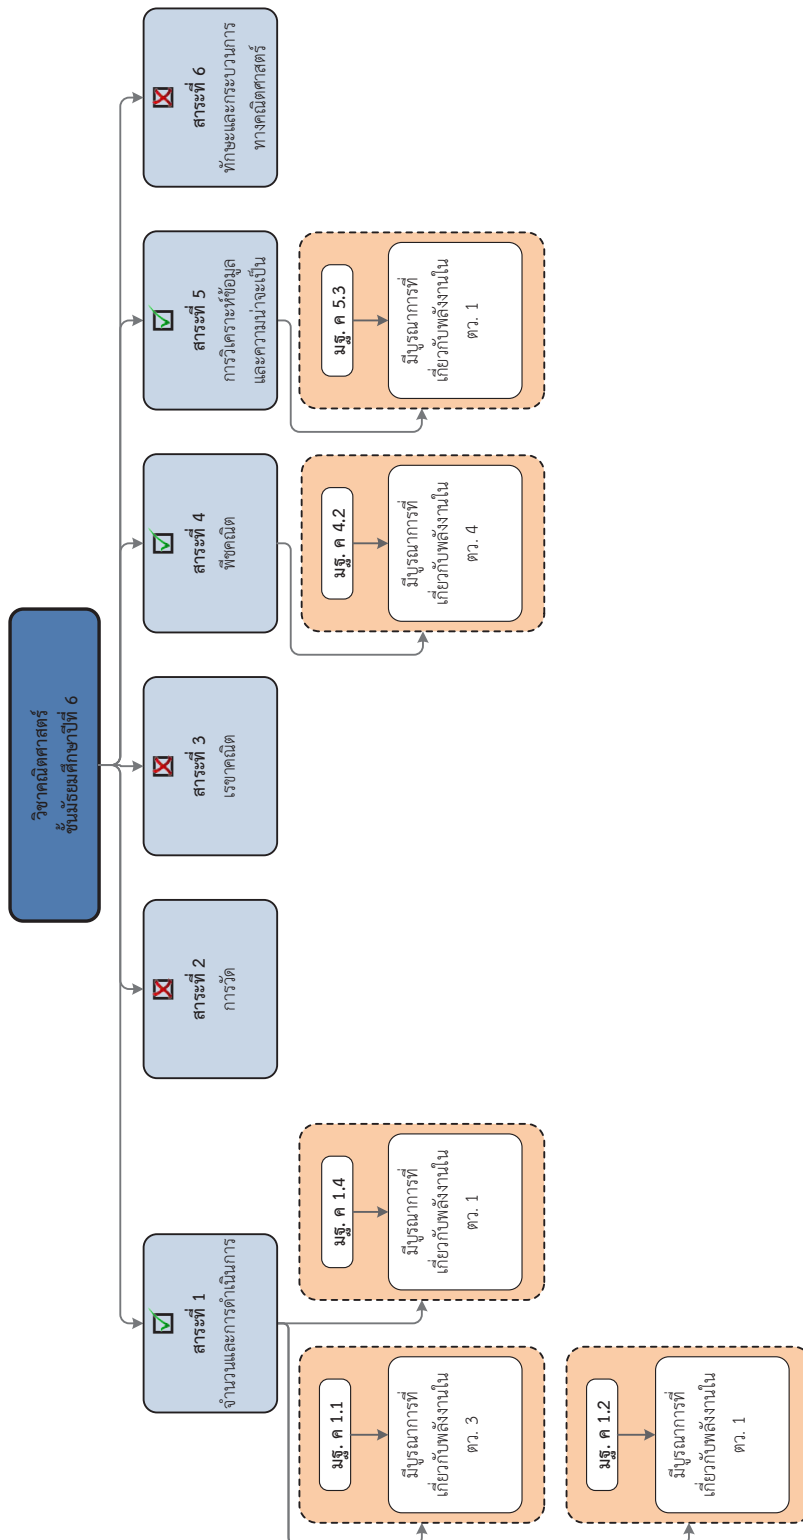 วิชาคณิตศาสตร์
ชั้นมัธยมศึกษาปีที่ 6
สาระที่ 1
จำนวนและการดำเนินการ
สาระที่ 2
การวัด
สาระที่ 3
เรขาคณิต
สาระที่ 4
พีชคณิต
สาระที่ 5
การวิเคราะห์ข้อมูล
และความน่าจะเป็น
สาระที่ 6
ทักษะและกระบวนการ
ทางคณิตศาสตร์
มฐ. ค 1.1
มีบูรณาการที่
เกี่ยวกับพลังงานใน
ตว. 3
มฐ. ค 1.4
มีบูรณาการที่
เกี่ยวกับพลังงานใน
ตว. 1
มฐ. ค 4.2
มีบูรณาการที่
เกี่ยวกับพลังงานใน
ตว. 4
มฐ. ค 5.3
มีบูรณาการที่
เกี่ยวกับพลังงานใน
ตว. 1
มฐ. ค 1.2
มีบูรณาการที่
เกี่ยวกับพลังงานใน
ตว. 1